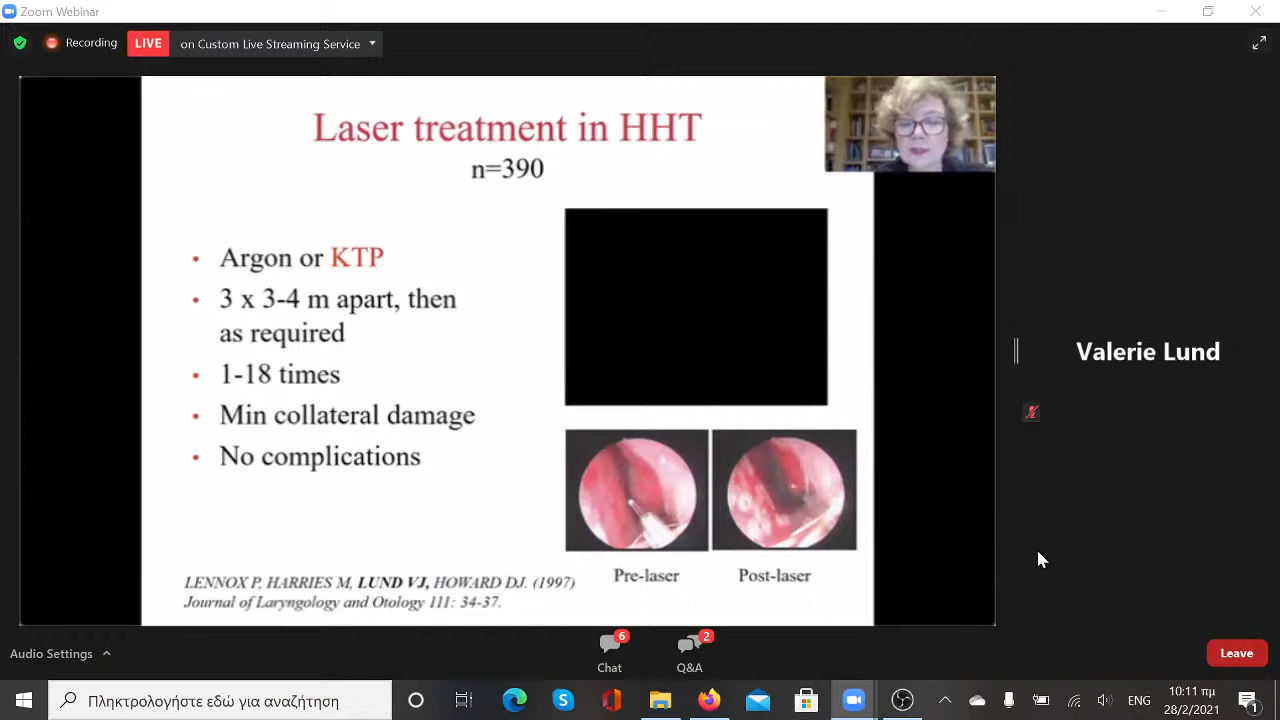 Zoom Webinar
Recording
LIVE
on Custom Live Streaming Service
Laser treatment in HHT
n=390
• Argon or KTP
• 3 x 3-4 m apart, then
as required
• 1-18 times
• Min collateral damage
• No complications
Pre-laser
Post-laser
LENNOX P, HARRIES M, LUND VJ, HOWARD DJ. (1997)
Journal of Laryngology and Otology 111: 34-37.
Valerie Lund
Audio Settings
6
Chat
2
Q&A
Leave
Πληκτρολογήστε εδώ για αναζήτηση
ENG
10:11 πμ
28/2/2021
1